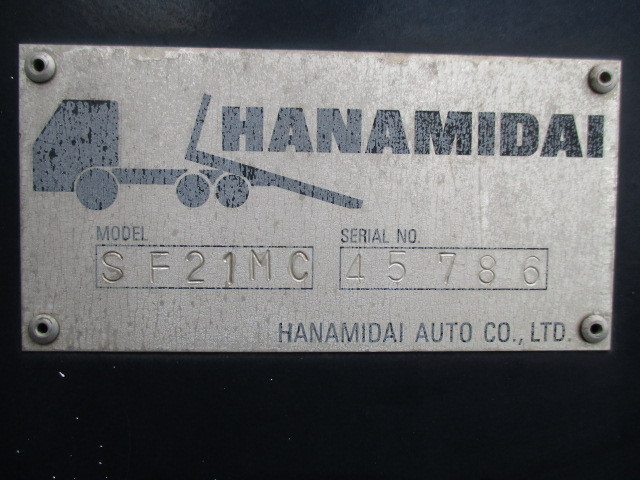 HANAMIDAI
MODEL SERIAL NO.
SF21MC 45786
HANAMIDAI AUTO CO., LTD.